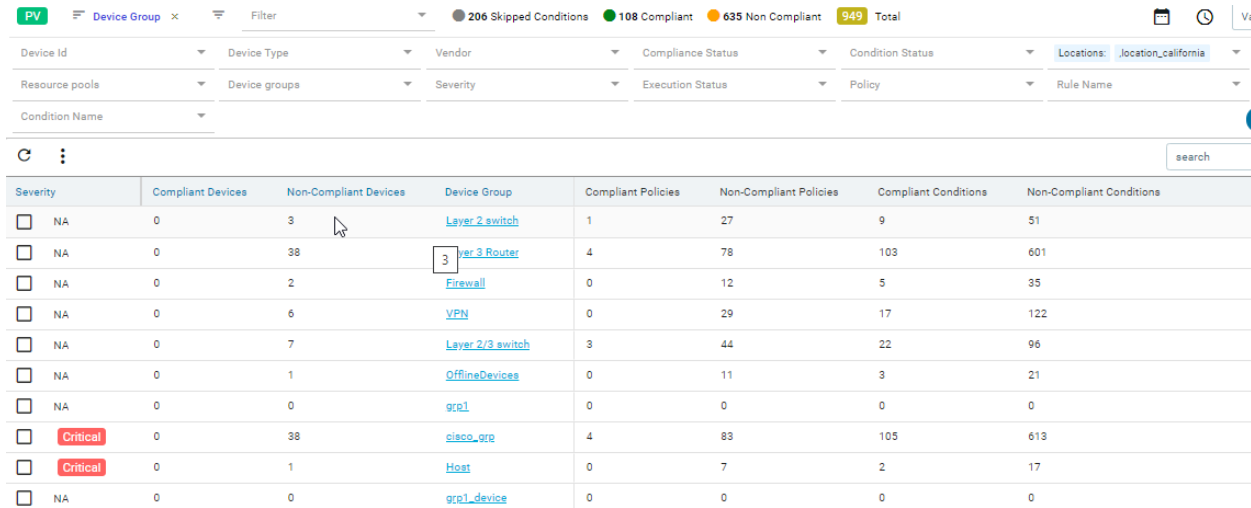 PV Device Group × Filter 206 Skipped Conditions 108 Compliant 635 Non Compliant 949 Total
Device Id Device Type Vendor Compliance Status Condition Status Locations: ,location_california
Resource pools Device groups Severity Execution Status Policy Rule Name
Condition Name
search
Severity Compliant Devices Non-Compliant Devices Device Group Compliant Policies Non-Compliant Policies Compliant Conditions Non-Compliant Conditions
NA 0 3 Layer 2 switch 1 27 9 51
NA 0 38 yer 3 Router 4 78 103 601
3
NA 0 2 Firewall 0 12 5 35
NA 0 6 VPN 0 29 17 122
NA 0 7 Layer 2/3 switch 3 44 22 96
NA 0 1 OfflineDevices 0 11 3 21
NA 0 0 grp1 0 0 0 0
Critical 0 38 cisco_grp 4 83 105 613
Critical 0 1 Host 0 7 2 17
NA 0 0 grp1_device 0 0 0 0